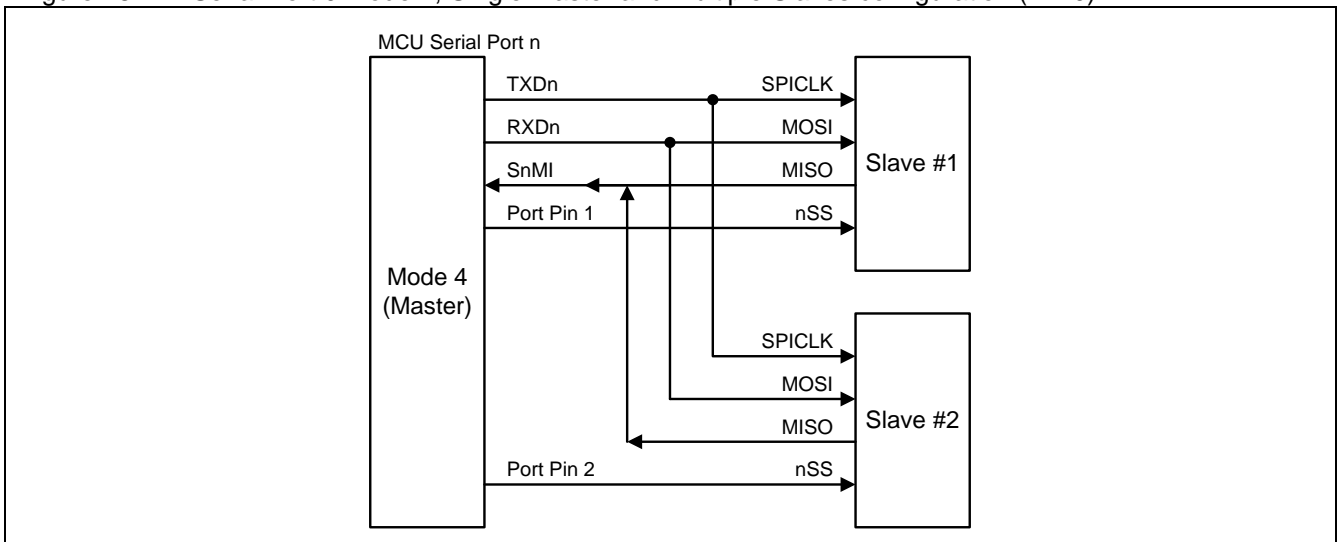 MCU Serial Port n
TXDn SPICLK
RXDn MOSI
SnMI MISO
Port Pin 1 nSS
Slave #1
Mode 4
(Master)
SPICLK
MOSI
MISO
Slave #2
Port Pin 2 nSS